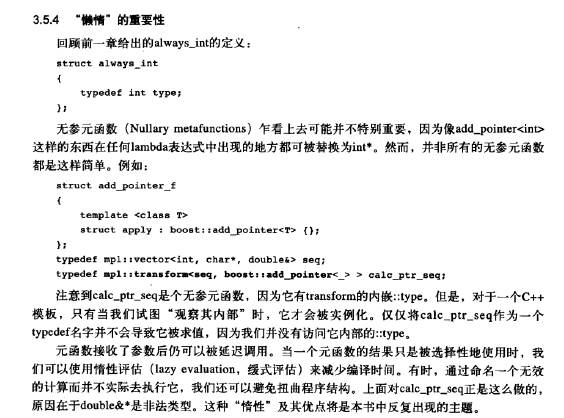 3.5.4 “懒惰”的重要性
回顾前一章给出的always_int的定义：
struct always_int
{
typedef int type;
};
无参元函数（Nullary metafunctions）乍看上去可能并不特别重要，因为像add_pointer<int>
这样的东西在任何lambda表达式中出现的地方都可被替换为int*。然而，并非所有的无参元函数
都是这样简单。例如：
struct add_pointer_f
{
template <class T>
struct apply : boost::add_pointer<T> {};
};
typedef mpl::vector<int, char*, double&> seq;
typedef mpl::transform<seq, boost::add_pointer<_> > calc_ptr_seq;
注意到calc_ptr_seq是个无参元函数，因为它有transform的内嵌::type。但是，对于一个C++
模板，只有当我们试图“观察其内部”时，它才会被实例化。仅仅将calc_ptr_seq作为一个
typedef名字并不会导致它被求值，因为我们并没有访问它内部的::type。
元函数接收了参数后仍可以被延迟调用。当一个元函数的结果只是被选择性地使用时，我
们可以使用惰性评估（lazy evaluation，缓式评估）来减少编译时间。有时，通过命名一个无效
的计算而并不实际去执行它，我们还可以避免扭曲程序结构。上面对calc_ptr_seq正是这么做的，
原因在于double&*是非法类型。这种“惰性”及其优点将是本书中反复出现的主题。